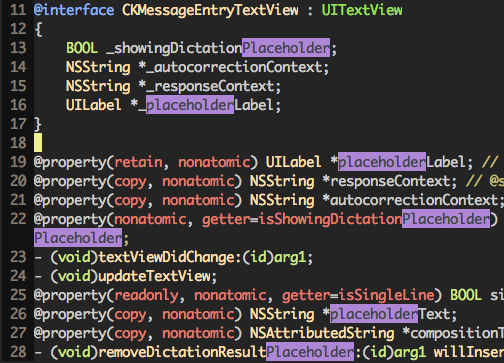 11 @interface CKMessageEntryTextView : UITextView
12 {
13 BOOL _showingDictationPlaceholder;
14 NSString *_autocorrectionContext;
15 NSString *_responseContext;
16 UILabel *_placeholderLabel;
17 }
18
19 @property(retain, nonatomic) UILabel *placeholderLabel; //
20 @property(copy, nonatomic) NSString *responseContext; // @s
21 @property(copy, nonatomic) NSString *autocorrectionContext;
22 @property(nonatomic, getter=isShowingDictationPlaceholder)
Placeholder;
23 - (void)textViewDidChange:(id)arg1;
24 - (void)updateTextView;
25 @property(readonly, nonatomic, getter=isSingleLine) BOOL si
26 @property(copy, nonatomic) NSString *placeholderText;
27 @property(copy, nonatomic) NSAttributedString *compositionT
28 - (void)removeDictationResultPlaceholder:(id)arg1 willInser